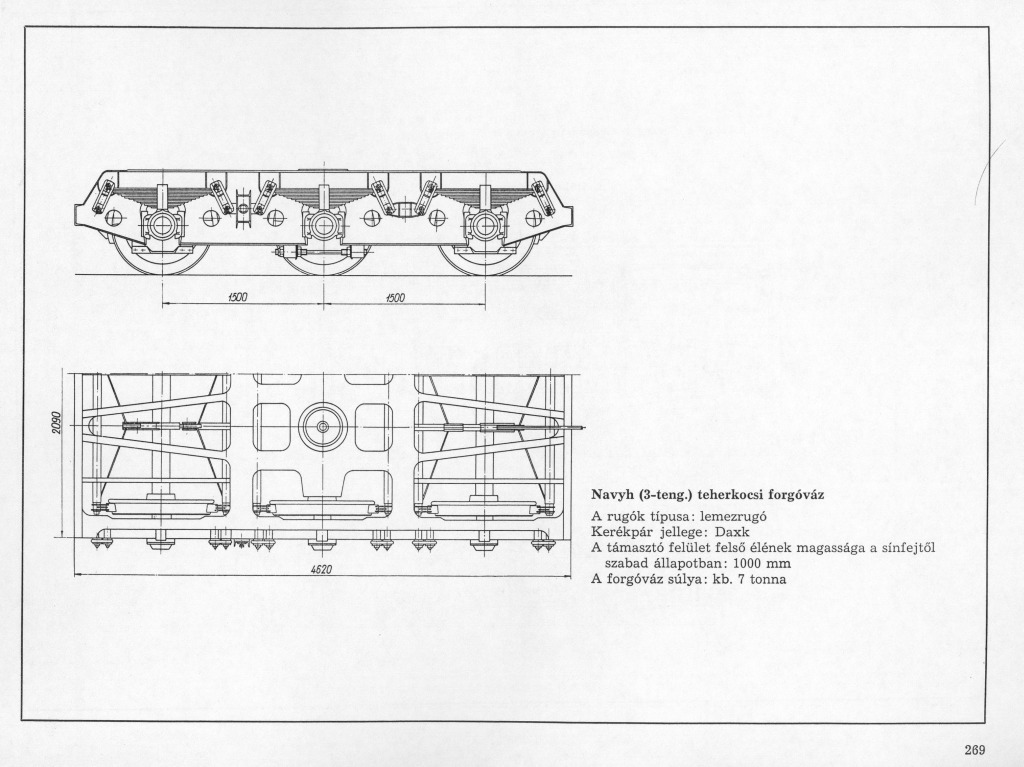 1500
1500
2090
4620
Navyh (3-teng.) teherkocsi forgóváz
A rugók típusa: lemezrugó
Kerékpár jellege: Daxk
A támasztó felület felső élének magassága a sínfejtől
szabad állapotban: 1000 mm
A forgóváz súlya: kb. 7 tonna
269